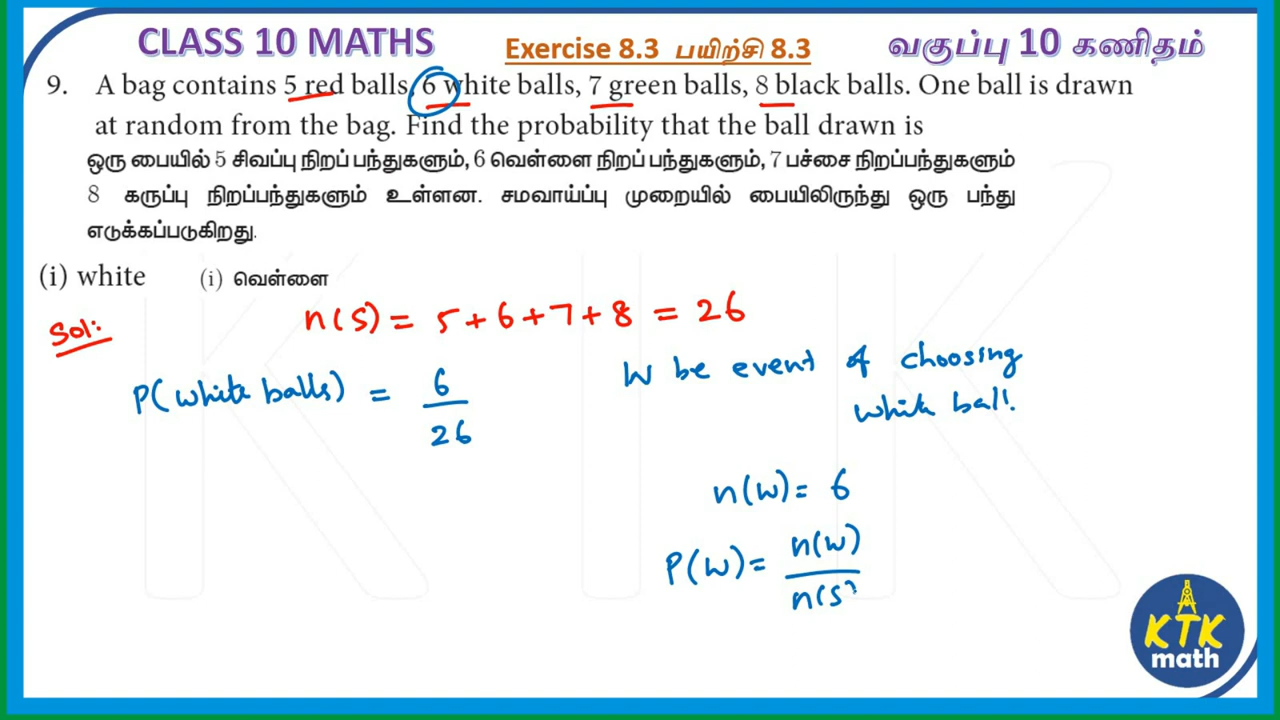 CLASS 10 MATHS Exercise 8.3 பயிற்சி 8.3 வகுப்பு 10 கணிதம்
9. A bag contains 5 red balls, 6 white balls, 7 green balls, 8 black balls. One ball is drawn
at random from the bag. Find the probability that the ball drawn is
ஒரு பையில் 5 சிவப்பு நிறப் பந்துகளும், 6 வெள்ளை நிறப் பந்துகளும், 7 பச்சை நிறப்பந்துகளும்
8 கருப்பு நிறப்பந்துகளும் உள்ளன. சமவாய்ப்பு முறையில் பையிலிருந்து ஒரு பந்து
எடுக்கப்படுகிறது.
(i) white (i) வெள்ளை
Sol: n(S) = 5+6+7+8 = 26
P(white balls) = 6/26
W be event of choosing
white ball.
n(W) = 6
P(W) = n(W)/n(S)
KTK
math